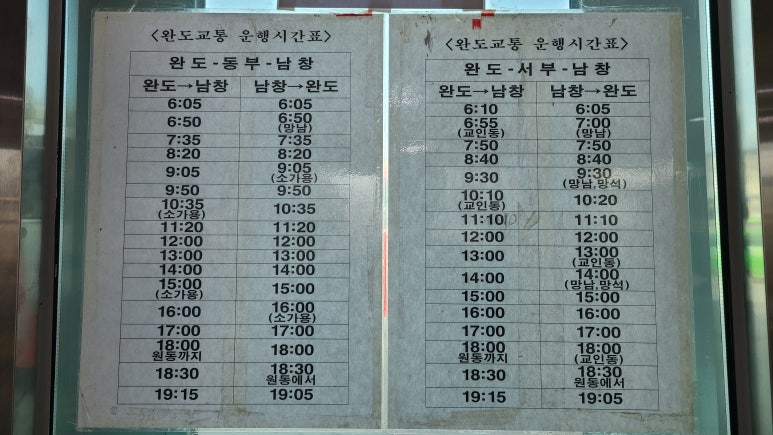 <완도교통 운행시간표>
완도-동부-남창
완도→남창 남창→완도
6:05 6:05
6:50 6:50
(망남)
7:35 7:35
8:20 8:20
9:05 9:05
(소가용)
9:50 9:50
10:35 10:35
(소가용)
11:20 11:20
12:00 12:00
13:00 13:00
14:00 14:00
15:00 15:00
(소가용)
16:00 16:00
(소가용)
17:00 17:00
18:00 18:00
원동까지
18:30 18:30
원동에서
19:15 19:05
<완도교통 운행시간표>
완도-서부-남창
완도→남창 남창→완도
6:10 6:05
6:55 7:00
(교인동) (망남)
7:50 7:50
8:40 8:40
9:30 9:30
(망남,망석)
10:10 10:20
(교인동)
11:10 11:10
12:00 12:00
13:00 13:00
(교인동)
14:00 14:00
(망남,망석)
15:00 15:00
16:00 16:00
17:00 17:00
18:00 18:00
원동까지 (교인동)
18:30 18:30
원동에서
19:15 19:05